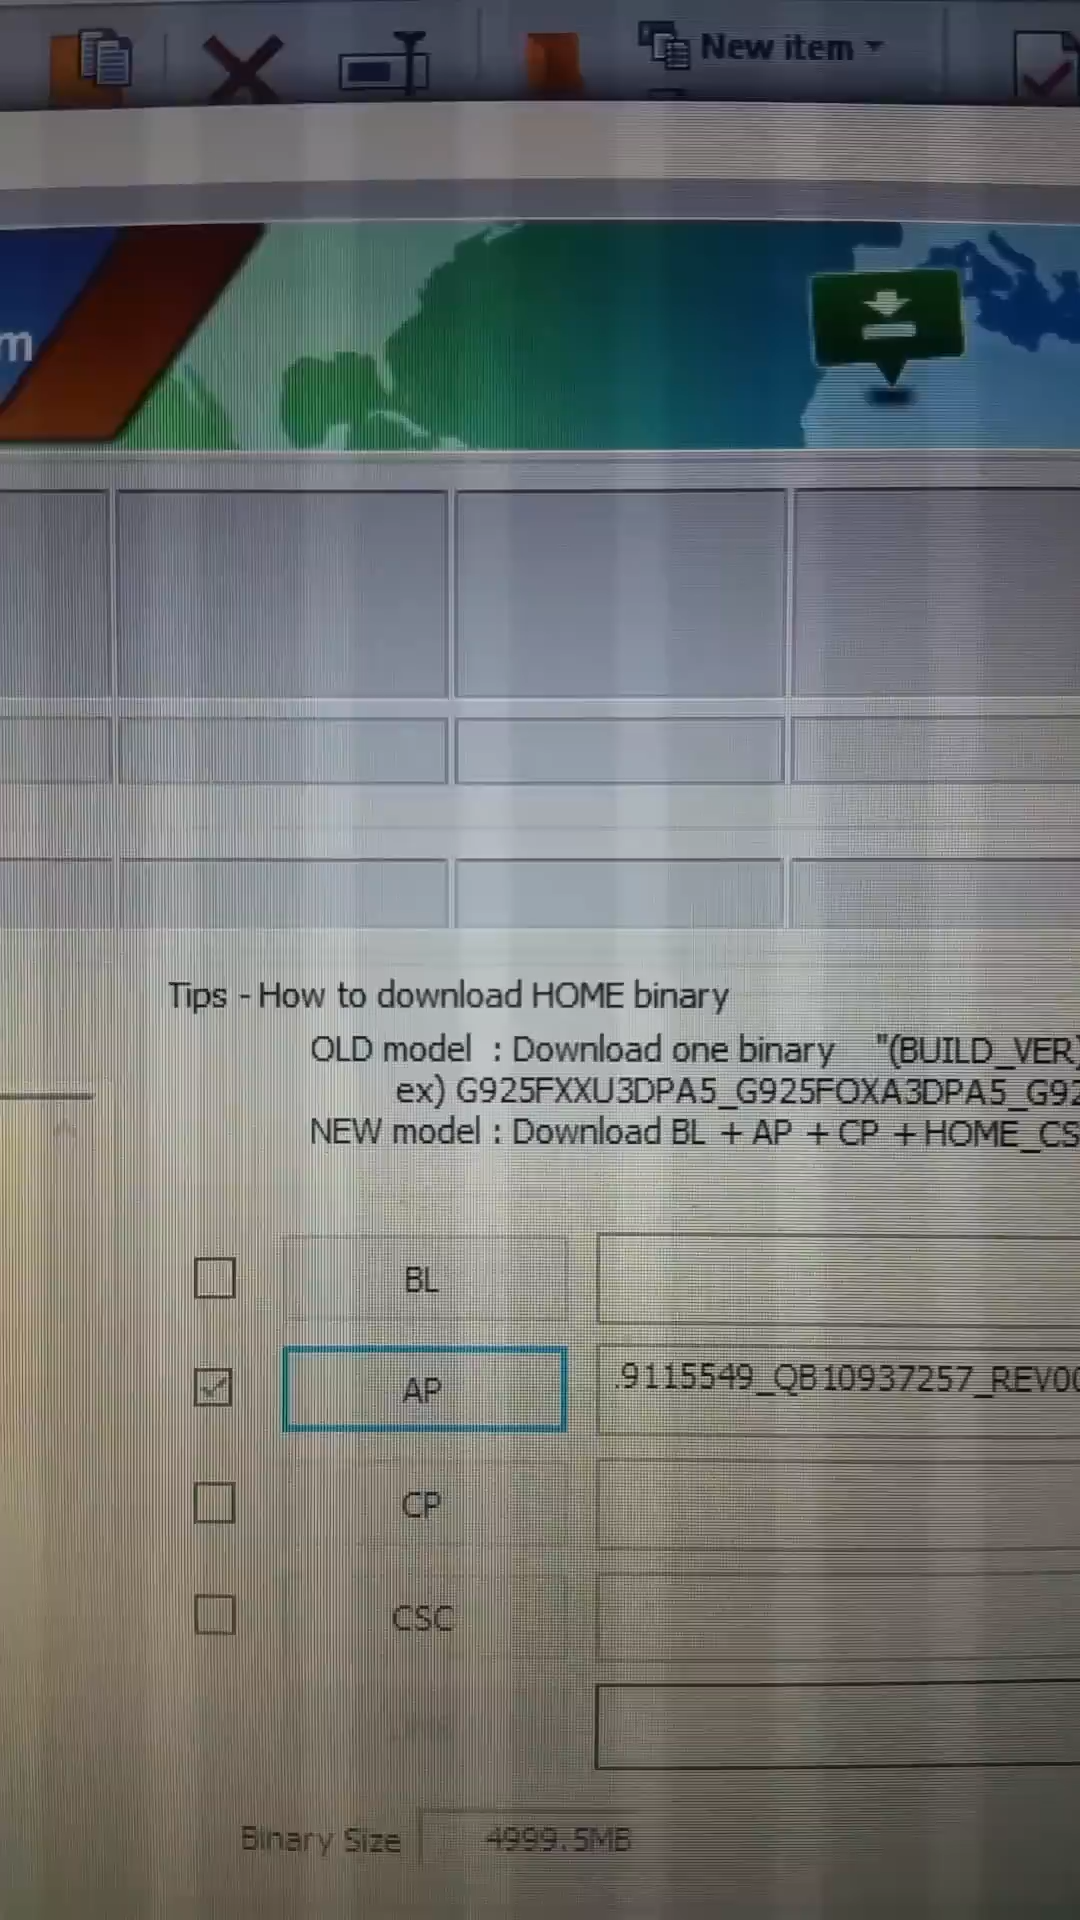 New item
m
Tips - How to download HOME binary
OLD model : Download one binary "(BUILD_VER)
ex) G925FXXU3DPA5_G925FOXA3DPA5_G92
NEW model : Download BL + AP + CP + HOME_CS
BL
AP .9115549_QB10937257_REV00
CP
CSC
Binary Size 4999.5MB